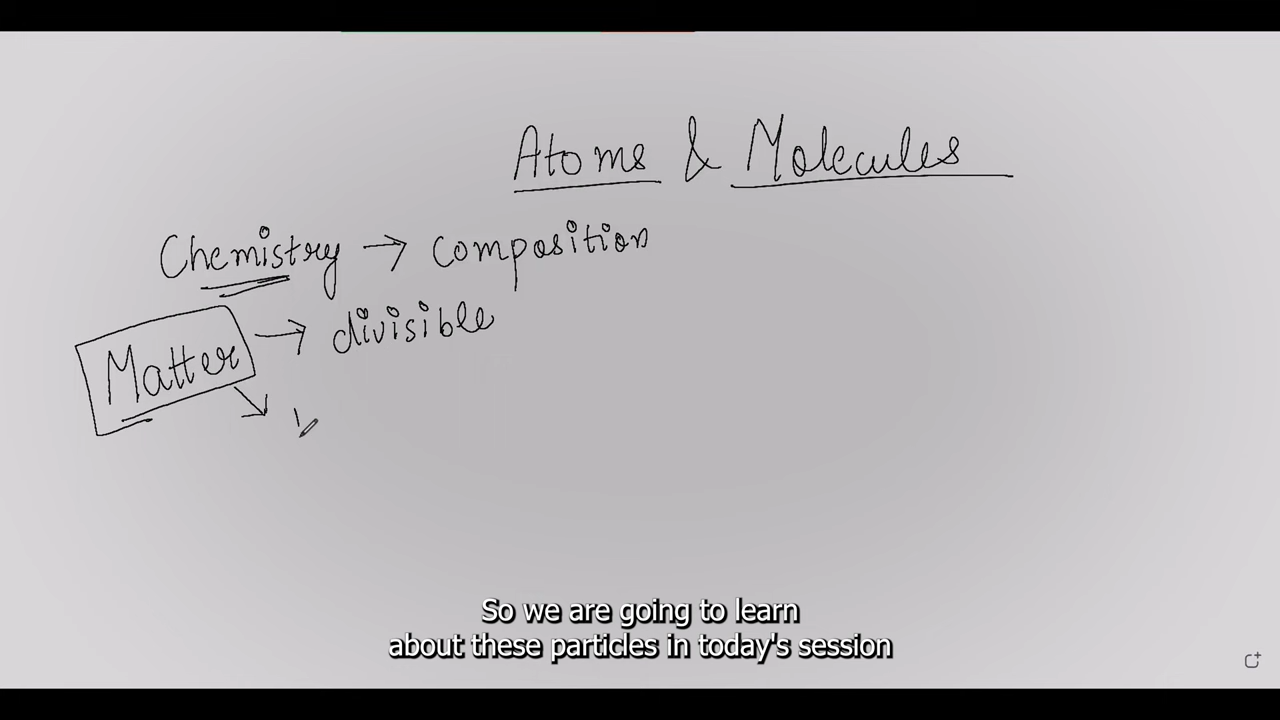 Atoms & Molecules
Chemistry → composition
Matter → divisible
So we are going to learn
about these particles in today's session